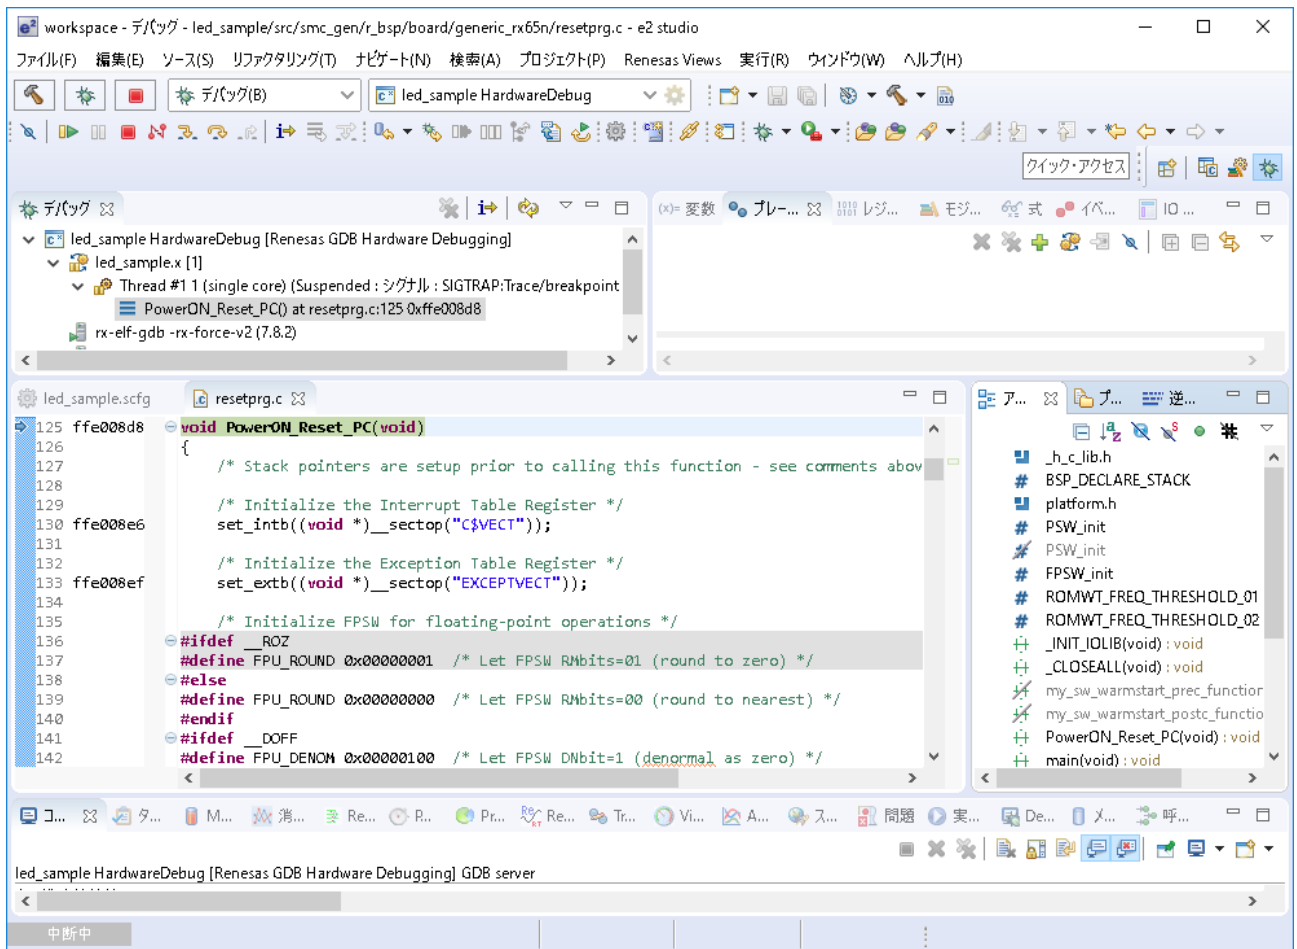 workspace - デバッグ - led_sample/src/smc_gen/r_bsp/board/generic_rx65n/resetprg.c - e2 studio
ファイル(F) 編集(E) ソース(S) リファクタリング(T) ナビゲート(N) 検索(A) プロジェクト(P) Renesas Views 実行(R) ウィンドウ(W) ヘルプ(H)
デバッグ(B) led_sample HardwareDebug
クイック・アクセス
デバッグ
(x)= 変数 ブレー... レジ... モジ... 式 イベ... IO ...
led_sample HardwareDebug [Renesas GDB Hardware Debugging]
led_sample.x [1]
Thread #1 1 (single core) (Suspended : シグナル : SIGTRAP:Trace/breakpoint
PowerON_Reset_PC() at resetprg.c:125 0xffe008d8
rx-elf-gdb -rx-force-v2 (7.8.2)
led_sample.scfg resetprg.c
ア... プ... 逆...
125 ffe008d8 void PowerON_Reset_PC(void)
126 {
127 /* Stack pointers are setup prior to calling this function - see comments abov
128
129 /* Initialize the Interrupt Table Register */
130 ffe008e6 set_intb((void *)__sectop("C$VECT"));
131
132 /* Initialize the Exception Table Register */
133 ffe008ef set_extb((void *)__sectop("EXCEPTVECT"));
134
135 /* Initialize FPSW for floating-point operations */
136 #ifdef __ROZ
137 #define FPU_ROUND 0x00000001 /* Let FPSW RMbits=01 (round to zero) */
138 #else
139 #define FPU_ROUND 0x00000000 /* Let FPSW RMbits=00 (round to nearest) */
140 #endif
141 #ifdef __DOFF
142 #define FPU_DENOM 0x00000100 /* Let FPSW DNbit=1 (denormal as zero) */
_h_c_lib.h
BSP_DECLARE_STACK
platform.h
PSW_init
PSW_init
FPSW_init
ROMWT_FREQ_THRESHOLD_01
ROMWT_FREQ_THRESHOLD_02
_INIT_IOLIB(void) : void
_CLOSEALL(void) : void
my_sw_warmstart_prec_function
my_sw_warmstart_postc_functio
PowerON_Reset_PC(void) : void
main(void) : void
コ... タ... M... 消... Re... P... Pr... Re... Tr... Vi... A... ス... 問題 実... De... メ... 呼...
led_sample HardwareDebug [Renesas GDB Hardware Debugging] GDB server
中断中